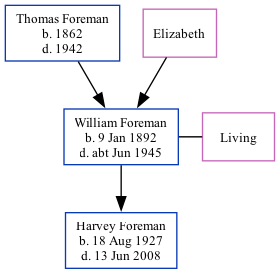 Thomas Foreman
b. 1862
d. 1942
Elizabeth
William Foreman
b. 9 Jan 1892
d. abt Jun 1945
Living
Harvey Foreman
b. 18 Aug 1927
d. 13 Jun 2008